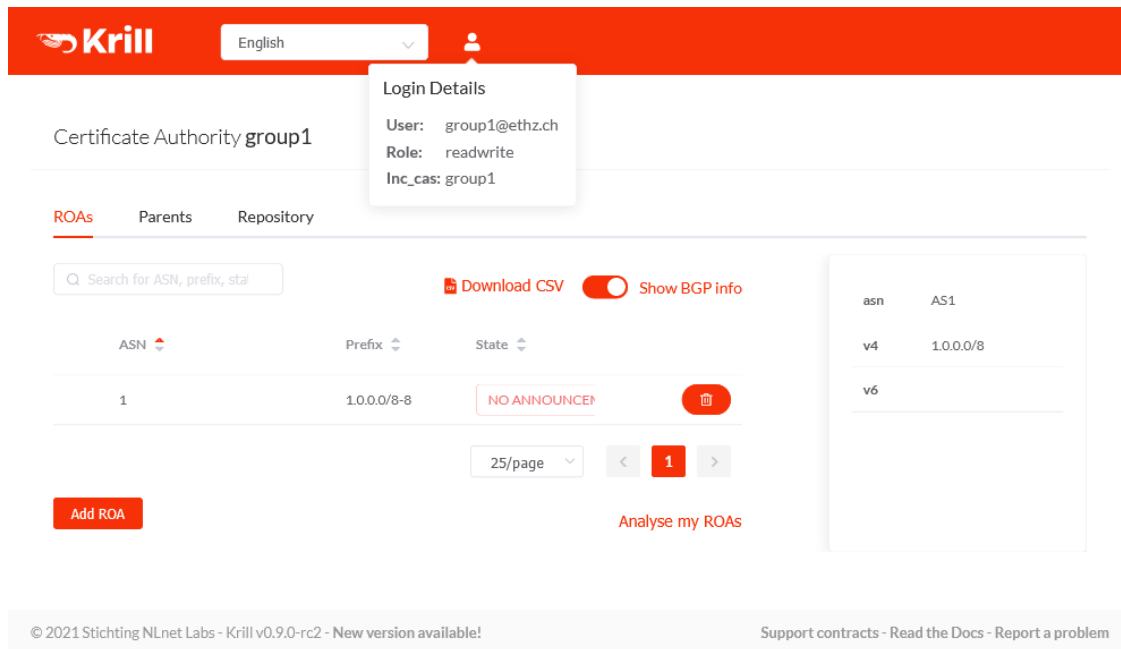 Krill
English
Login Details
User: group1@ethz.ch
Role: readwrite
Inc_cas: group1
Certificate Authority group1
ROAs Parents Repository
Search for ASN, prefix, sta
Download CSV Show BGP info
ASN Prefix State
1 1.0.0.0/8-8 NO ANNOUNCEM
25/page 1
Add ROA
Analyse my ROAs
asn AS1
v4 1.0.0.0/8
v6
© 2021 Stichting NLnet Labs - Krill v0.9.0-rc2 - New version available!
Support contracts - Read the Docs - Report a problem